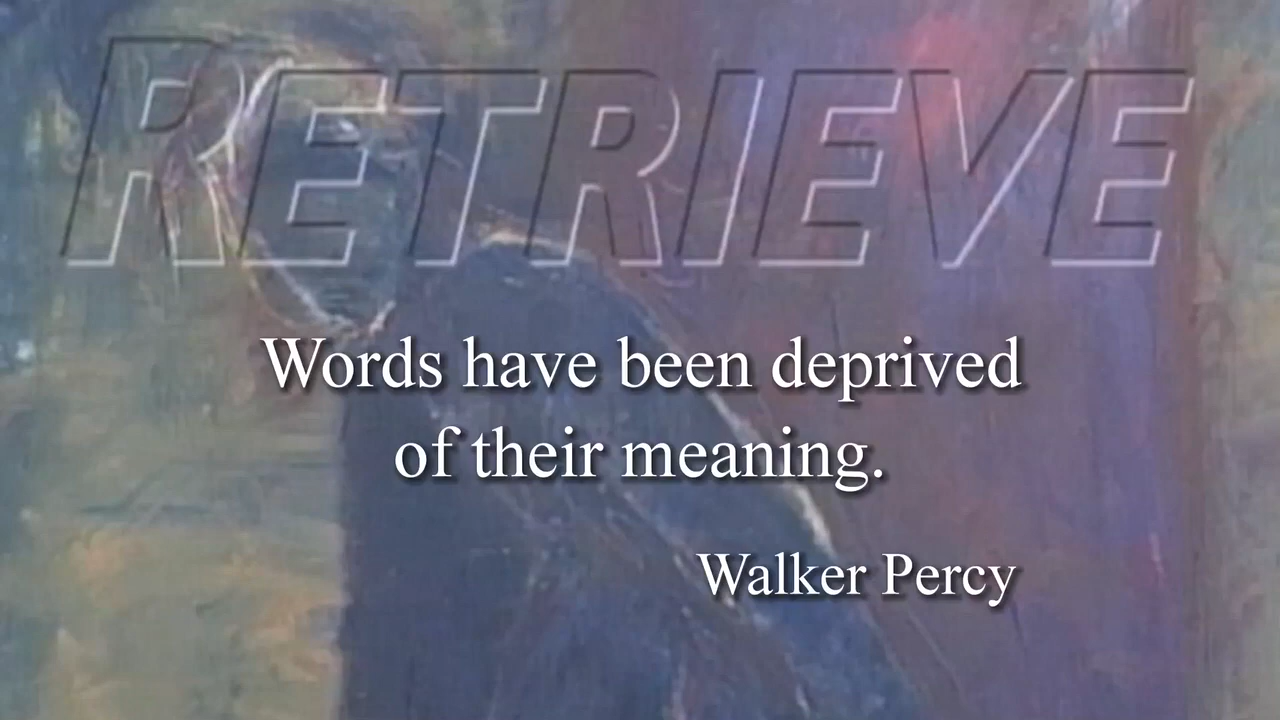 RETRIEVE
Words have been deprived
of their meaning.
Walker Percy